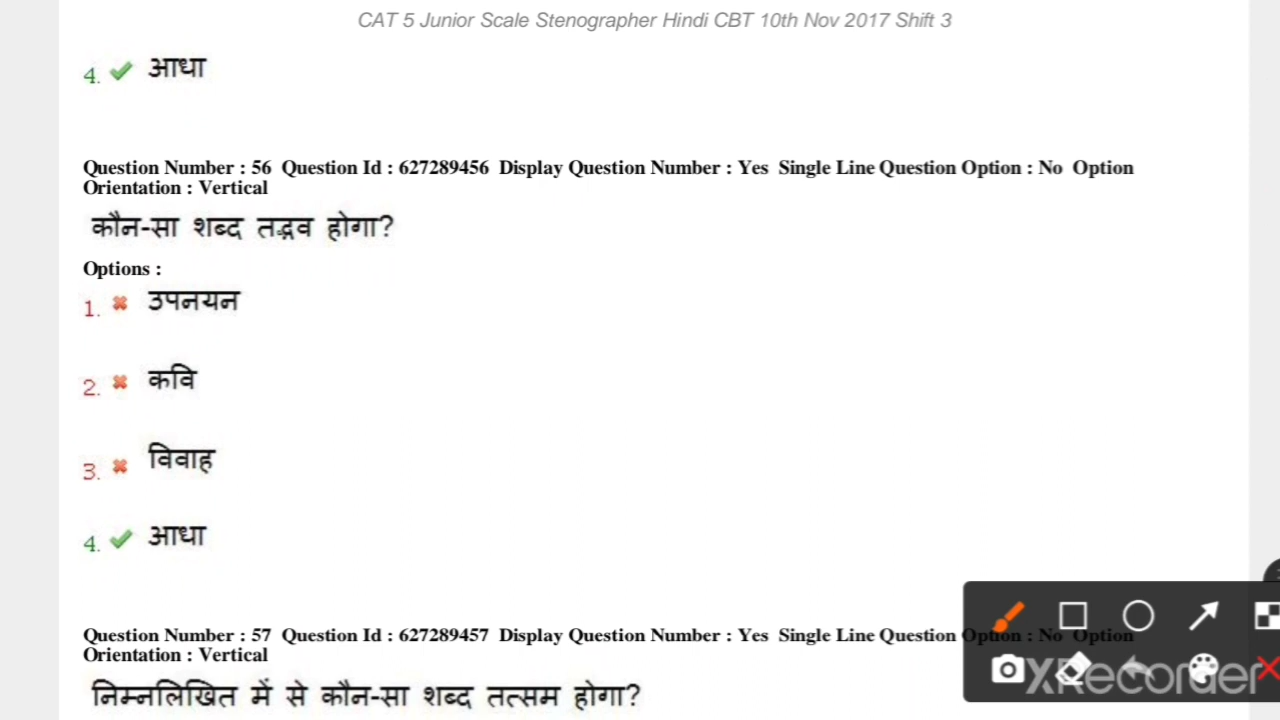 CAT 5 Junior Scale Stenographer Hindi CBT 10th Nov 2017 Shift 3
4. आधा
Question Number : 56 Question Id : 627289456 Display Question Number : Yes Single Line Question Option : No Option
Orientation : Vertical
कौन-सा शब्द तद्भव होगा?
Options :
1. उपनयन
2. कवि
3. विवाह
4. आधा
Question Number : 57 Question Id : 627289457 Display Question Number : Yes Single Line Question Option : No Option
Orientation : Vertical
XRecorder
निम्नलिखित में से कौन-सा शब्द तत्सम होगा?